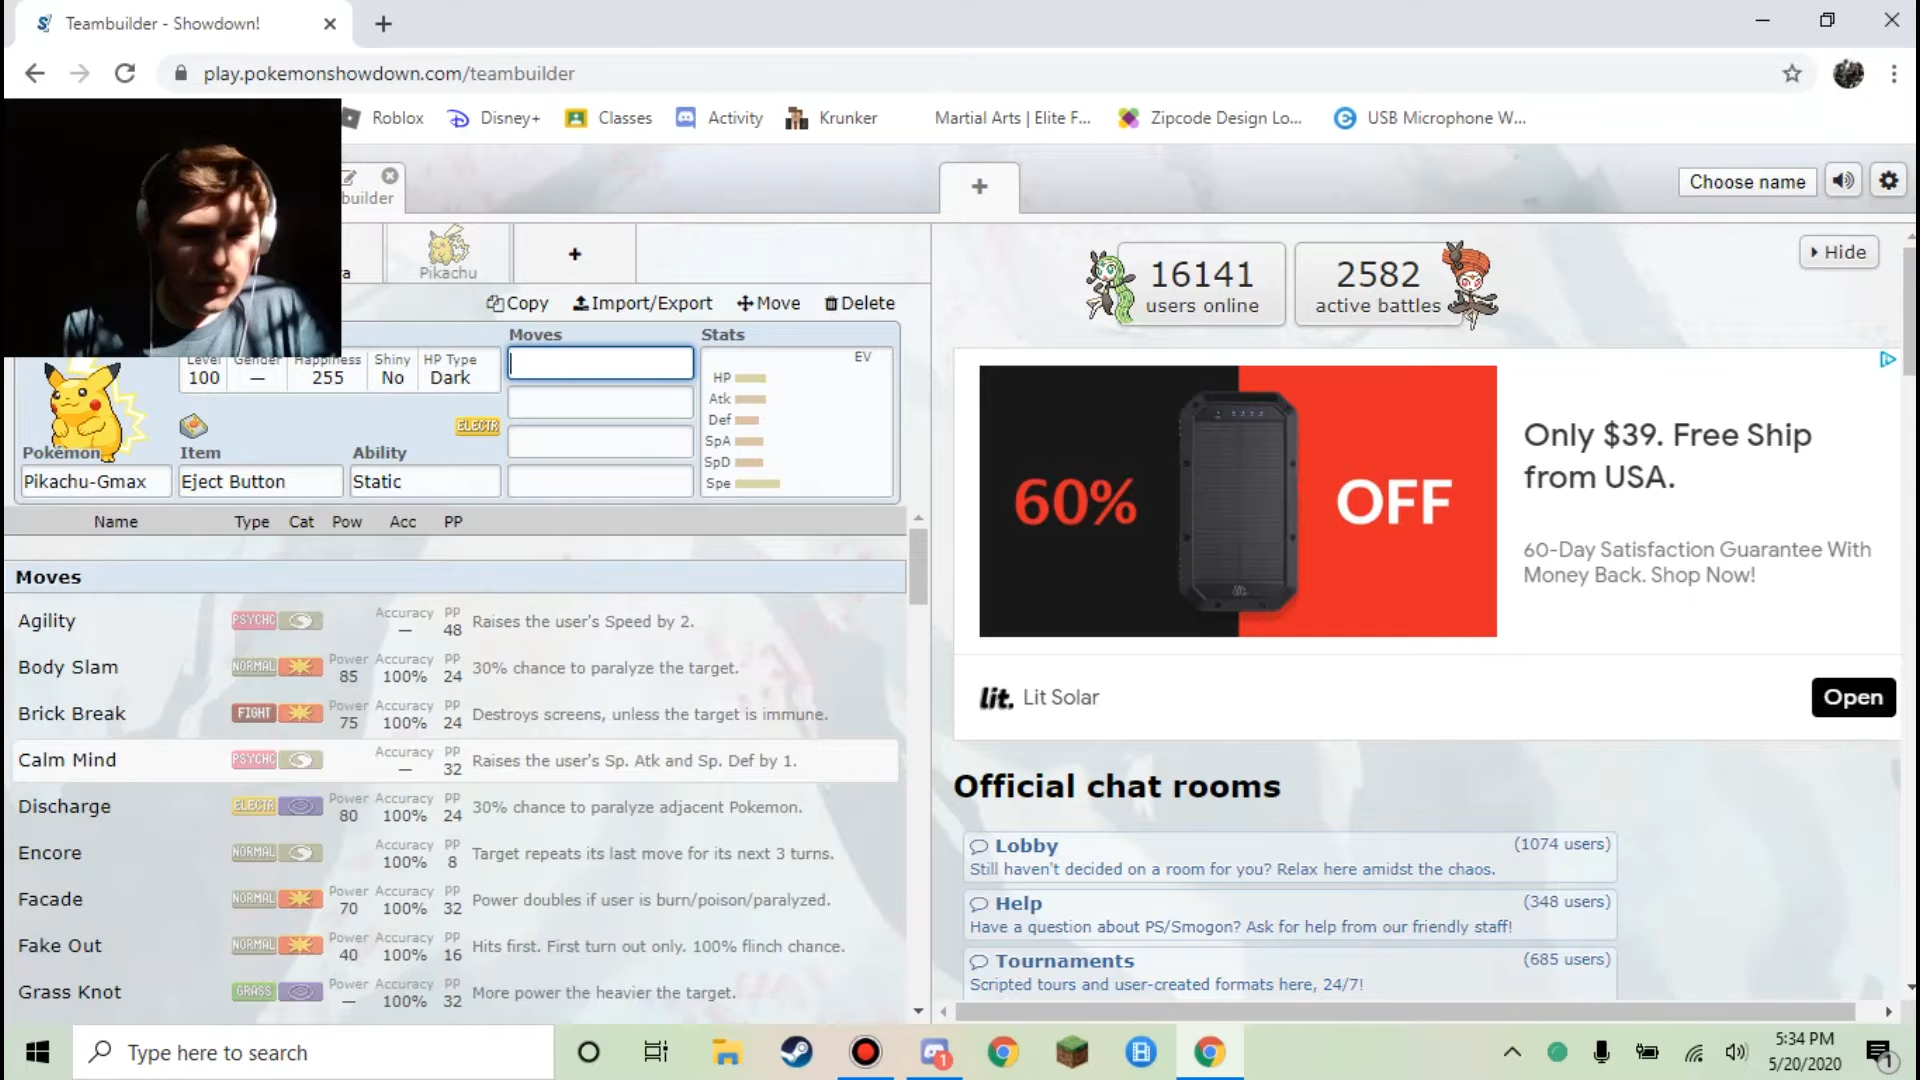 Teambuilder - Showdown!
play.pokemonshowdown.com/teambuilder
Roblox Disney+ Classes Activity Krunker Martial Arts | Elite F... Zipcode Design Lo... USB Microphone W...
builder
+
Choose name
a
Pikachu
+
Copy Import/Export Move Delete
Level Gender Happiness Shiny HP Type
100 — 255 No Dark
ELECTR
Pokémon Item Ability
Pikachu-Gmax Eject Button Static
Moves
Stats
EV
HP
Atk
Def
SpA
SpD
Spe
Name Type Cat Pow Acc PP
Moves
Agility PSYCHC Accuracy — PP 48 Raises the user's Speed by 2.
Body Slam NORMAL Power 85 Accuracy 100% PP 24 30% chance to paralyze the target.
Brick Break FIGHT Power 75 Accuracy 100% PP 24 Destroys screens, unless the target is immune.
Calm Mind PSYCHC Accuracy — PP 32 Raises the user's Sp. Atk and Sp. Def by 1.
Discharge ELECTR Power 80 Accuracy 100% PP 24 30% chance to paralyze adjacent Pokemon.
Encore NORMAL Accuracy 100% PP 8 Target repeats its last move for its next 3 turns.
Facade NORMAL Power 70 Accuracy 100% PP 32 Power doubles if user is burn/poison/paralyzed.
Fake Out NORMAL Power 40 Accuracy 100% PP 16 Hits first. First turn out only. 100% flinch chance.
Grass Knot GRASS Power — Accuracy 100% PP 32 More power the heavier the target.
16141
users online
2582
active battles
Hide
60% OFF
Only $39. Free Ship
from USA.
60-Day Satisfaction Guarantee With
Money Back. Shop Now!
lit. Lit Solar
Open
Official chat rooms
Lobby (1074 users)
Still haven't decided on a room for you? Relax here amidst the chaos.
Help (348 users)
Have a question about PS/Smogon? Ask for help from our friendly staff!
Tournaments (685 users)
Scripted tours and user-created formats here, 24/7!
Type here to search
1
5:34 PM
5/20/2020
1